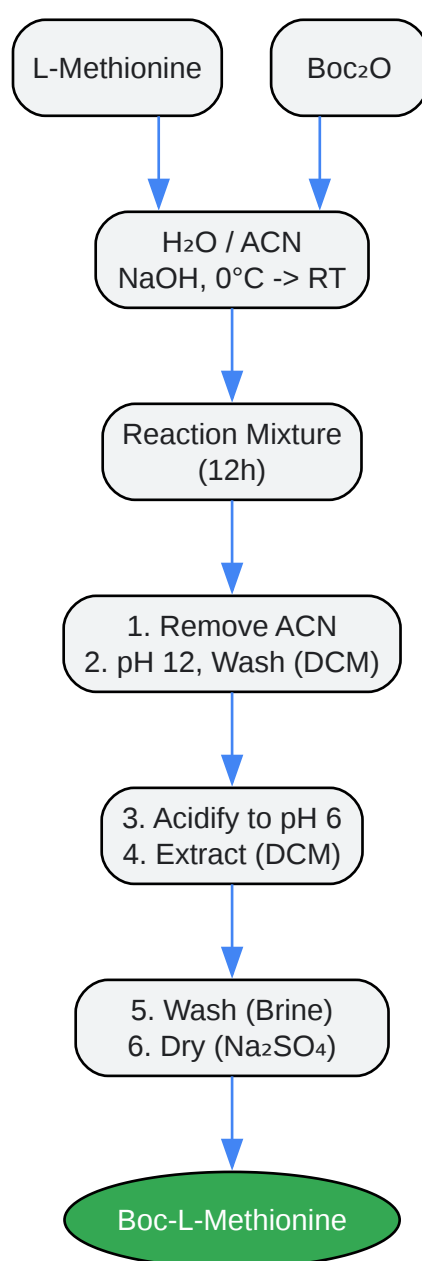 L-Methionine
Boc₂O
H₂O / ACN
NaOH, 0°C -> RT
Reaction Mixture
(12h)
1. Remove ACN
2. pH 12, Wash (DCM)
3. Acidify to pH 6
4. Extract (DCM)
5. Wash (Brine)
6. Dry (Na₂SO₄)
Boc-L-Methionine